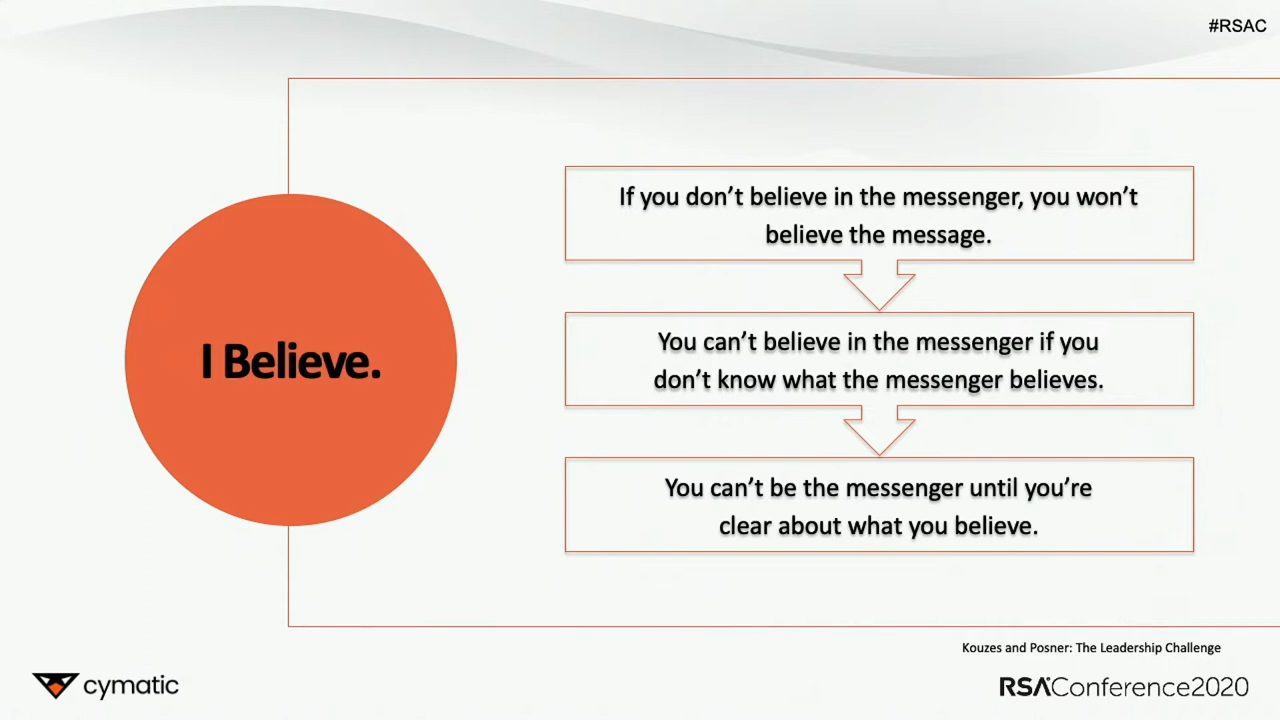 #RSAC
I Believe.
If you don't believe in the messenger, you won't
believe the message.
You can't believe in the messenger if you
don't know what the messenger believes.
You can't be the messenger until you're
clear about what you believe.
Kouzes and Posner: The Leadership Challenge
cymatic
RSAConference2020